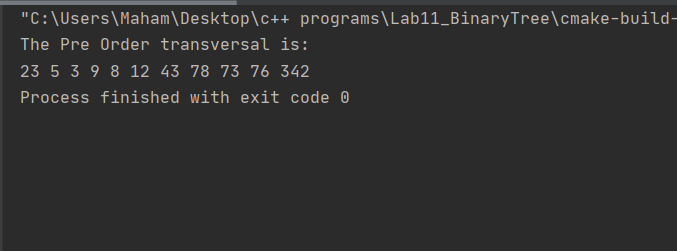 "C:\Users\Maham\Desktop\c++ programs\Lab11_BinaryTree\cmake-build-
The Pre Order transversal is:
23 5 3 9 8 12 43 78 73 76 342
Process finished with exit code 0